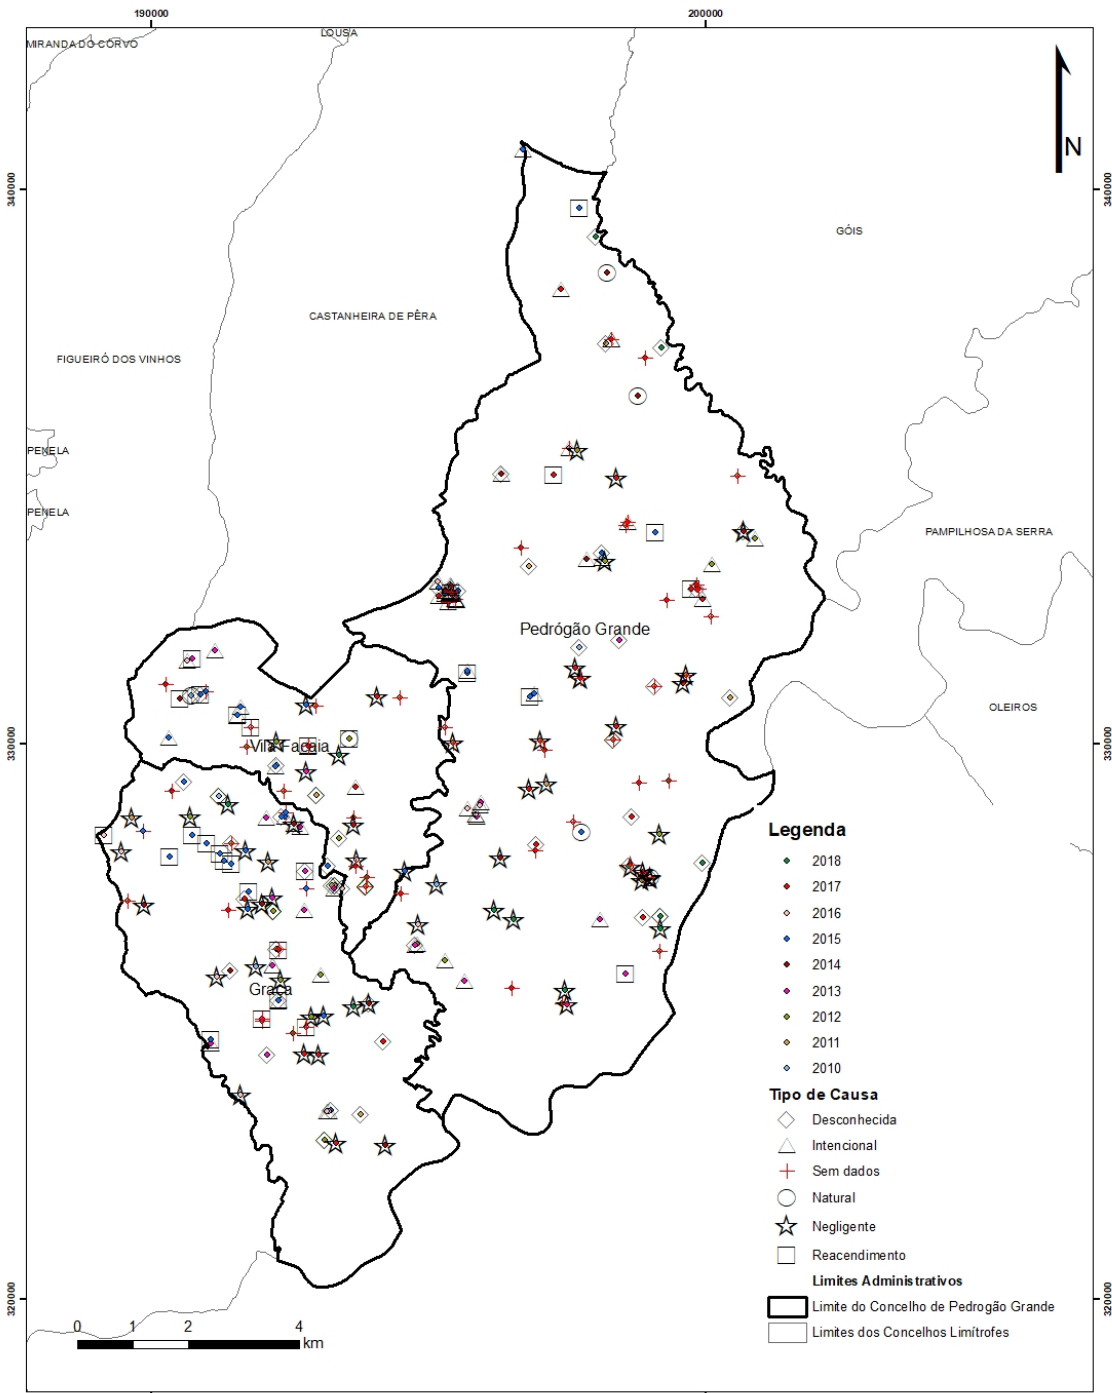 190000
200000
MIRANDA DO CORVO
LOUSA
N
340000
340000
GÓIS
CASTANHEIRA DE PÊRA
FIGUEIRÓ DOS VINHOS
PENELA
PENELA
PAMPILHOSA DA SERRA
Pedrógão Grande
OLEIROS
330000
330000
Vila Facaia
Graça
Legenda
2018
2017
2016
2015
2014
2013
2012
2011
2010
Tipo de Causa
Desconhecida
Intencional
Sem dados
Natural
Negligente
Reacendimento
Limites Administrativos
Limite do Concelho de Pedrogão Grande
Limites dos Concelhos Limítrofes
320000
320000
0 1 2 4
km